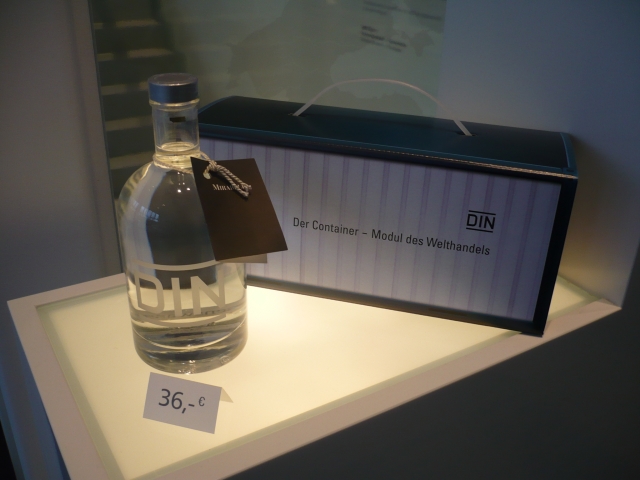 DIN
Der Container – Modul des Welthandels
DIN
36,- €